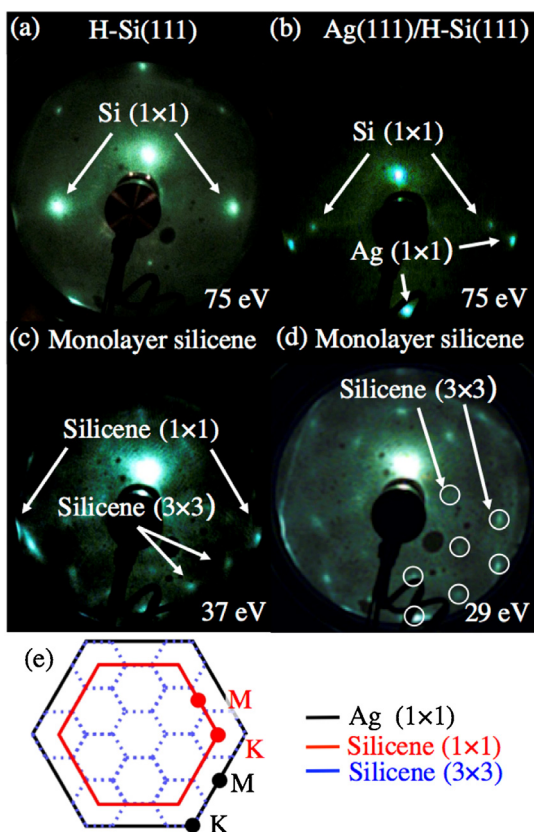 (a) H-Si(111)
Si (1×1)
75 eV
(b) Ag(111)/H-Si(111)
Si (1×1)
Ag (1×1)
75 eV
(c) Monolayer silicene
Silicene (1×1)
Silicene (3×3)
37 eV
(d) Monolayer silicene
Silicene (3×3)
29 eV
(e)
M
K
M
K
Ag (1×1)
Silicene (1×1)
Silicene (3×3)